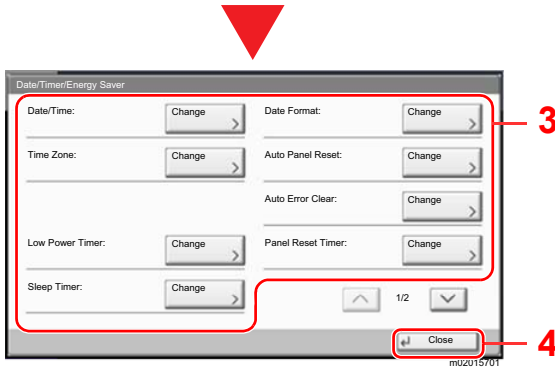 Date/Timer/Energy Saver
Date/Time: Change Date Format: Change
3
Time Zone: Change Auto Panel Reset: Change
Auto Error Clear: Change
Low Power Timer: Change Panel Reset Timer: Change
Sleep Timer: Change
1/2
Close
4
m02015701